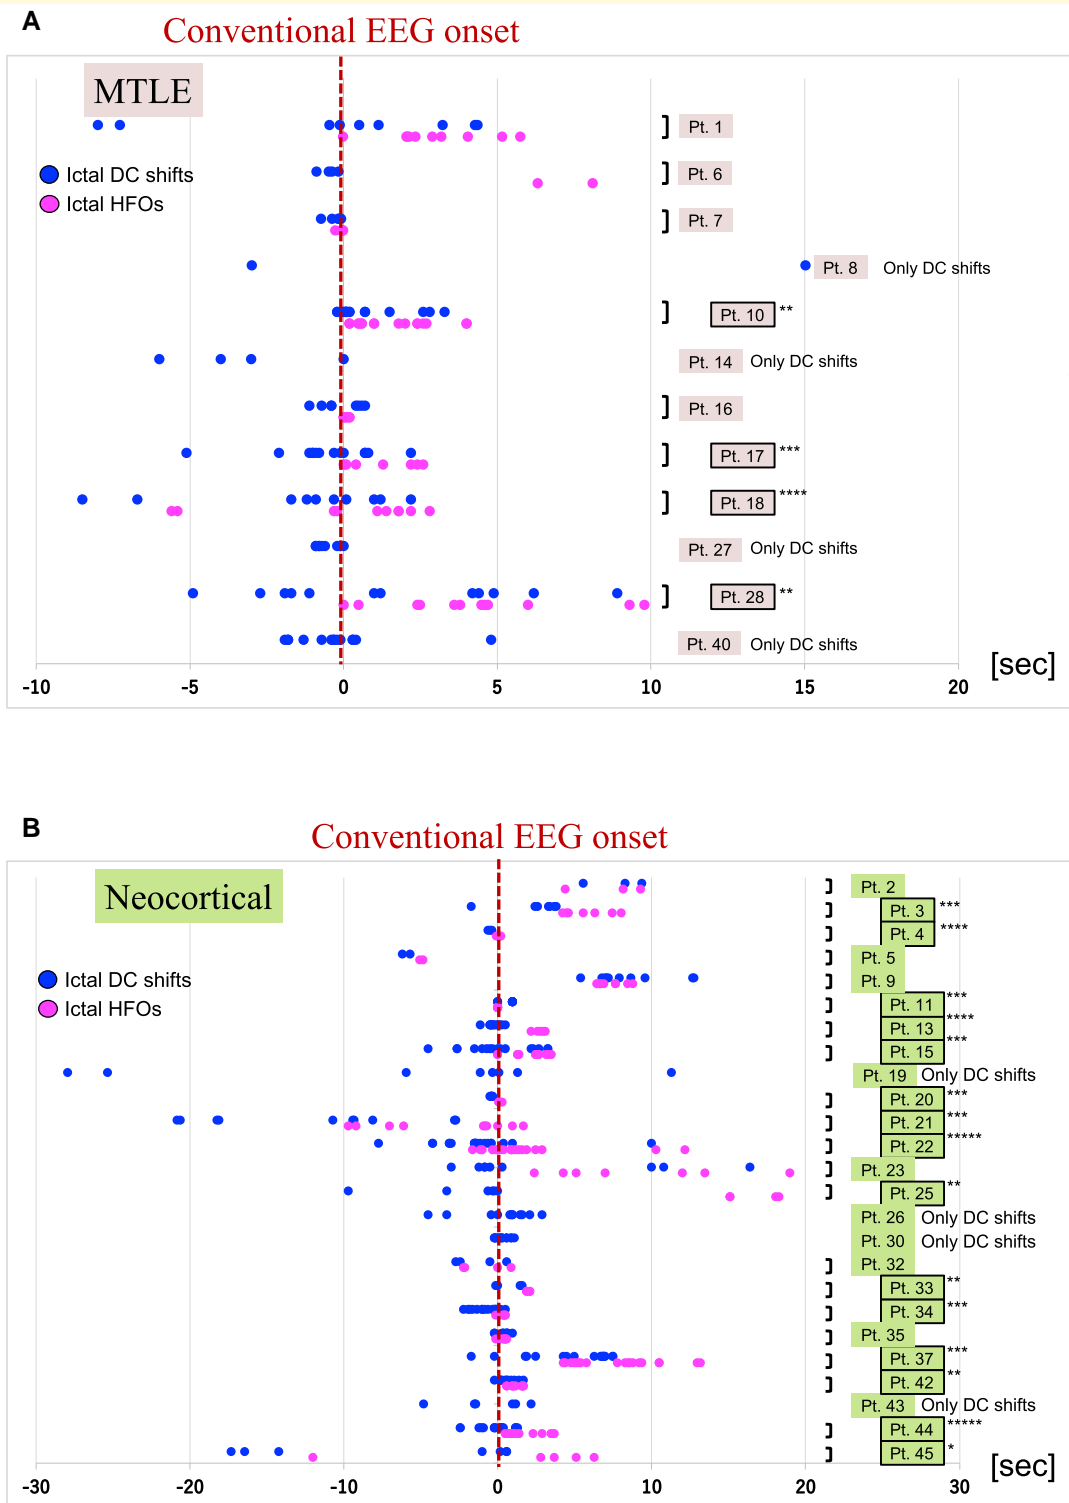 A
Conventional EEG onset
MTLE
Ictal DC shifts
Ictal HFOs
Pt. 1
Pt. 6
Pt. 7
Pt. 8 Only DC shifts
Pt. 10 **
Pt. 14 Only DC shifts
Pt. 16
Pt. 17 ***
Pt. 18 ****
Pt. 27 Only DC shifts
Pt. 28 **
Pt. 40 Only DC shifts
[sec]
-10 -5 0 5 10 15 20
B
Conventional EEG onset
Neocortical
Ictal DC shifts
Ictal HFOs
Pt. 2
Pt. 3 ***
Pt. 4 ****
Pt. 5
Pt. 9
Pt. 11 ***
Pt. 13 ****
Pt. 15 ***
Pt. 19 Only DC shifts
Pt. 20 ***
Pt. 21 ***
Pt. 22 *****
Pt. 23
Pt. 25 **
Pt. 26 Only DC shifts
Pt. 30 Only DC shifts
Pt. 32
Pt. 33 **
Pt. 34 ***
Pt. 35
Pt. 37 ***
Pt. 42 **
Pt. 43 Only DC shifts
Pt. 44 *****
Pt. 45 *
[sec]
-30 -20 -10 0 10 20 30